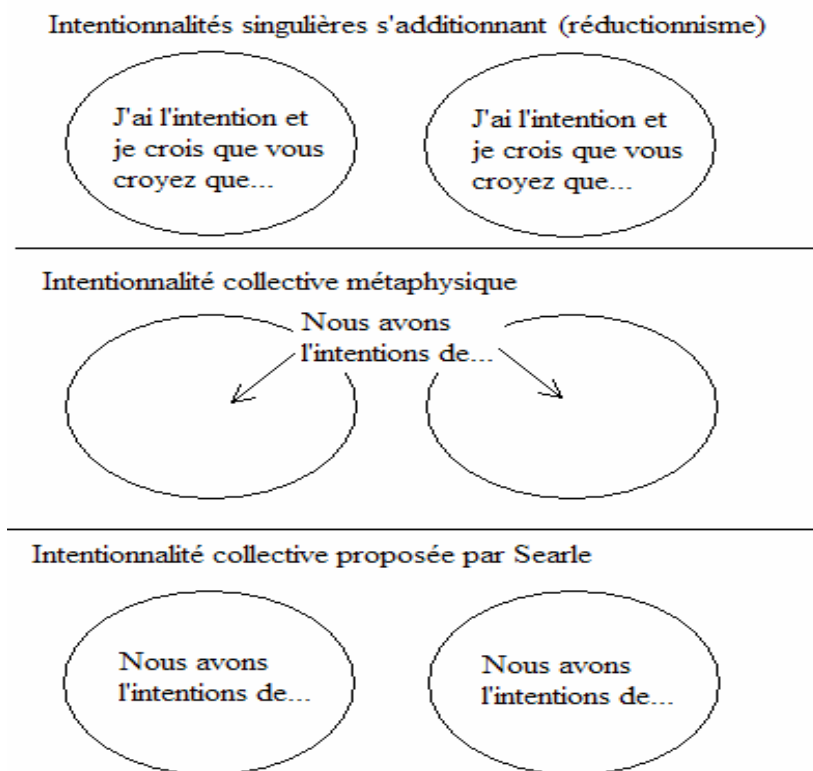 Intentionnalités singulières s'additionnant (réductionnisme)
J'ai l'intention et
je crois que vous
croyez que...
J'ai l'intention et
je crois que vous
croyez que...
Intentionnalité collective métaphysique
Nous avons
l'intentions de...
Intentionnalité collective proposée par Searle
Nous avons
l'intentions de...
Nous avons
l'intentions de...